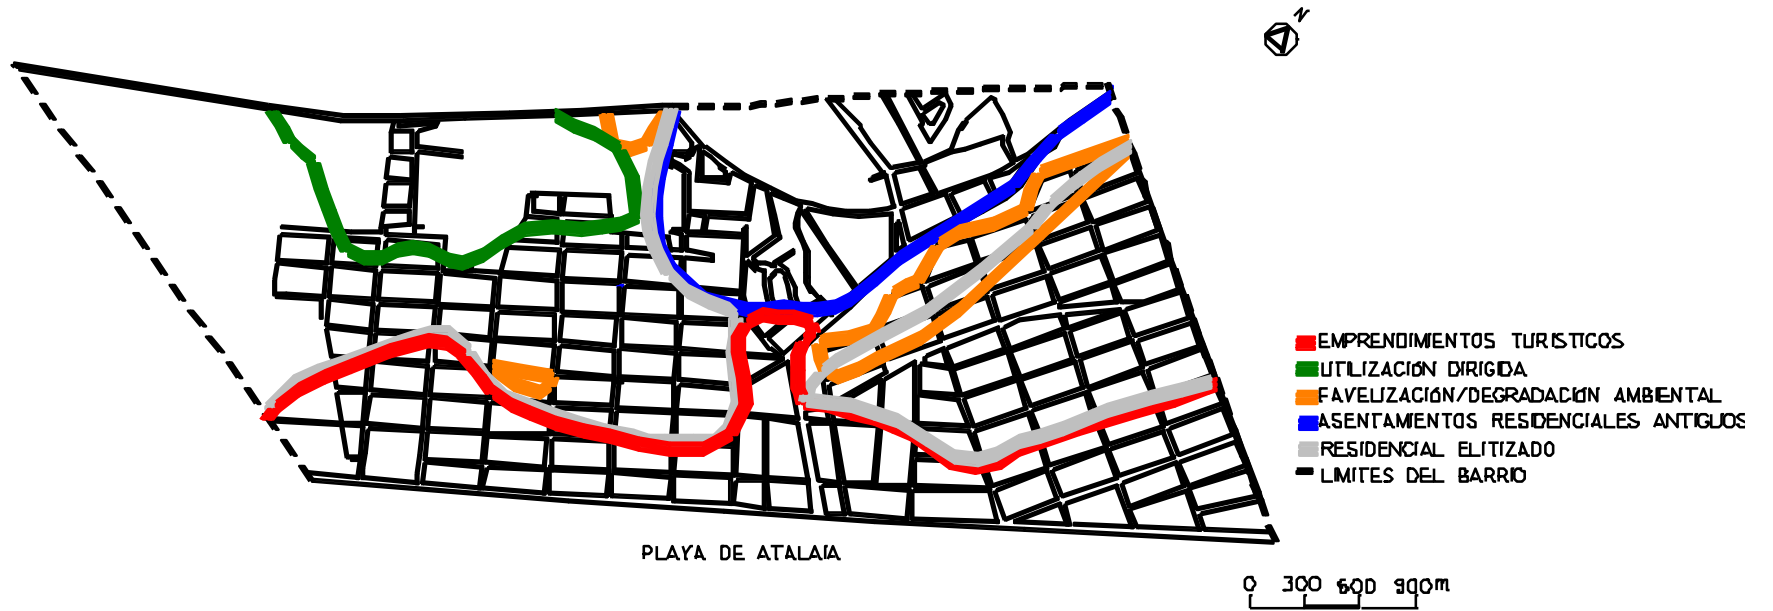 N
EMPRENDIMIENTOS TURISTICOS
UTILIZACIÓN DIRIGIDA
FAVELIZACIÓN/DEGRADACIÓN AMBIENTAL
ASENTAMIENTOS RESIDENCIALES ANTIGUOS
RESIDENCIAL ELITIZADO
LIMITES DEL BARRIO
PLAYA DE ATALAIA
0 300 600 900m